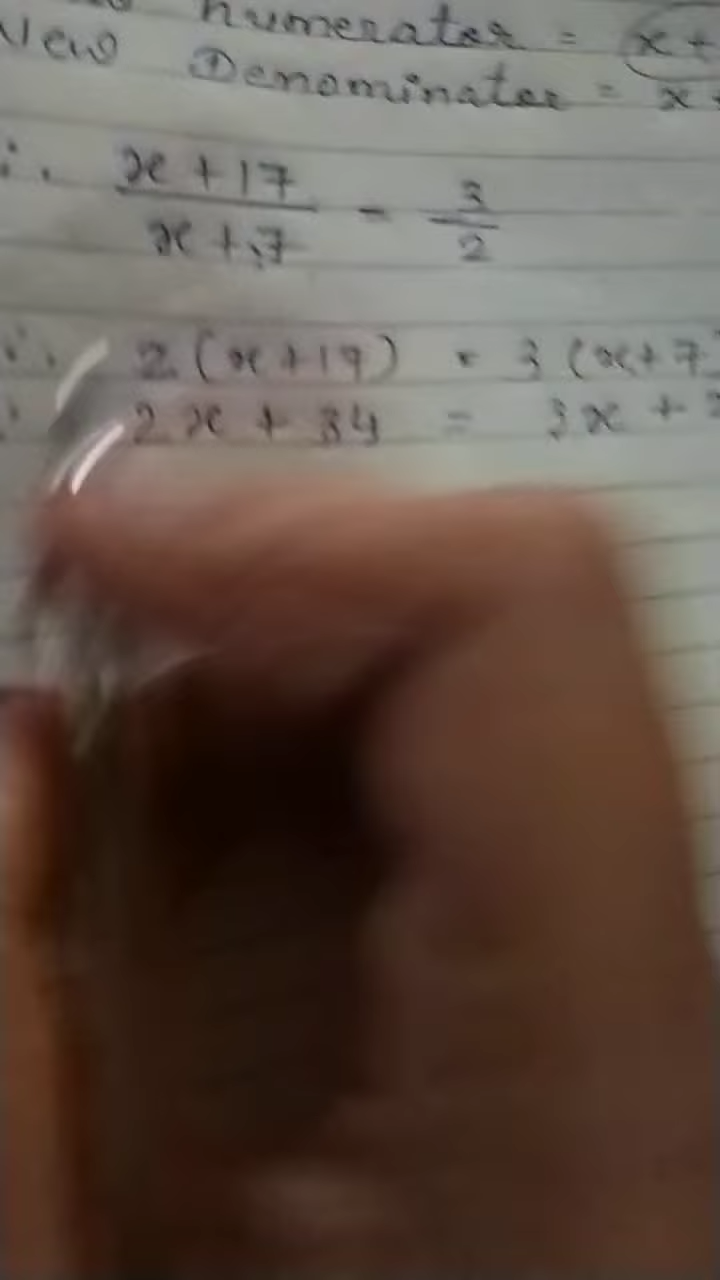 numerator = (x +
New Denominator = x
∴ x + 17 / x + 7 = 3 / 2
∴ 2 (x + 17) = 3 (x + 7
2x + 34 = 3x +